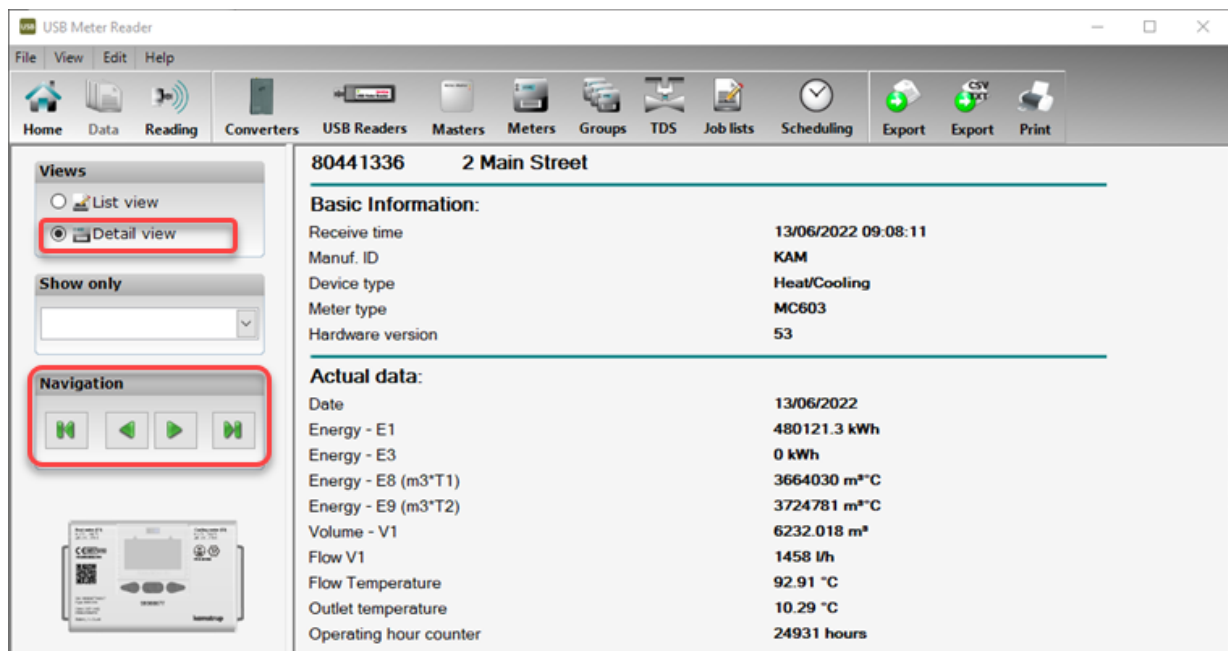 USB Meter Reader
File View Edit Help
Home Data Reading Converters USB Readers Masters Meters Groups TDS Job lists Scheduling Export Export Print
CSV
TXT
Views
List view
Detail view
Show only
Navigation
80441336 2 Main Street
Basic Information:
Receive time 13/06/2022 09:08:11
Manuf. ID KAM
Device type Heat/Cooling
Meter type MC603
Hardware version 53
Actual data:
Date 13/06/2022
Energy - E1 480121.3 kWh
Energy - E3 0 kWh
Energy - E8 (m3*T1) 3664030 m³°C
Energy - E9 (m3*T2) 3724781 m³°C
Volume - V1 6232.018 m³
Flow V1 1458 l/h
Flow Temperature 92.91 °C
Outlet temperature 10.29 °C
Operating hour counter 24931 hours
kamstrup